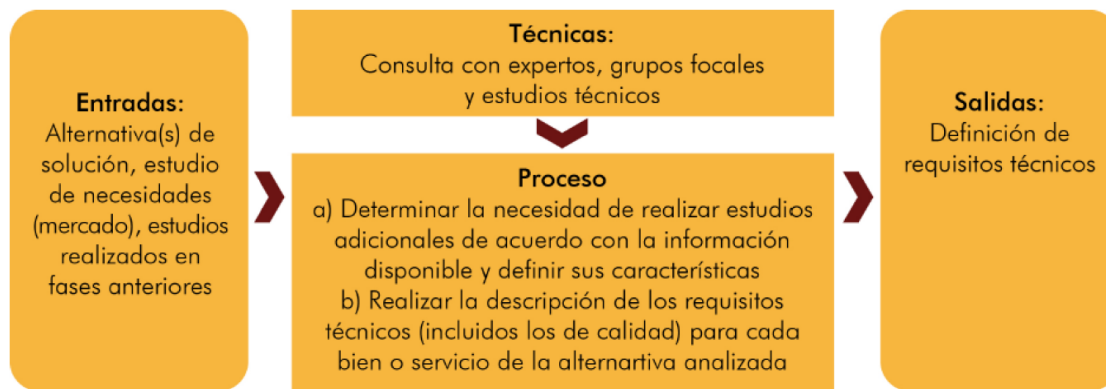 Entradas:
Alternativa(s) de
solución, estudio
de necesidades
(mercado), estudios
realizados en
fases anteriores
Técnicas:
Consulta con expertos, grupos focales
y estudios técnicos
Proceso
a) Determinar la necesidad de realizar estudios
adicionales de acuerdo con la información
disponible y definir sus características
b) Realizar la descripción de los requisitos
técnicos (incluidos los de calidad) para cada
bien o servicio de la alternartiva analizada
Salidas:
Definición de
requisitos técnicos